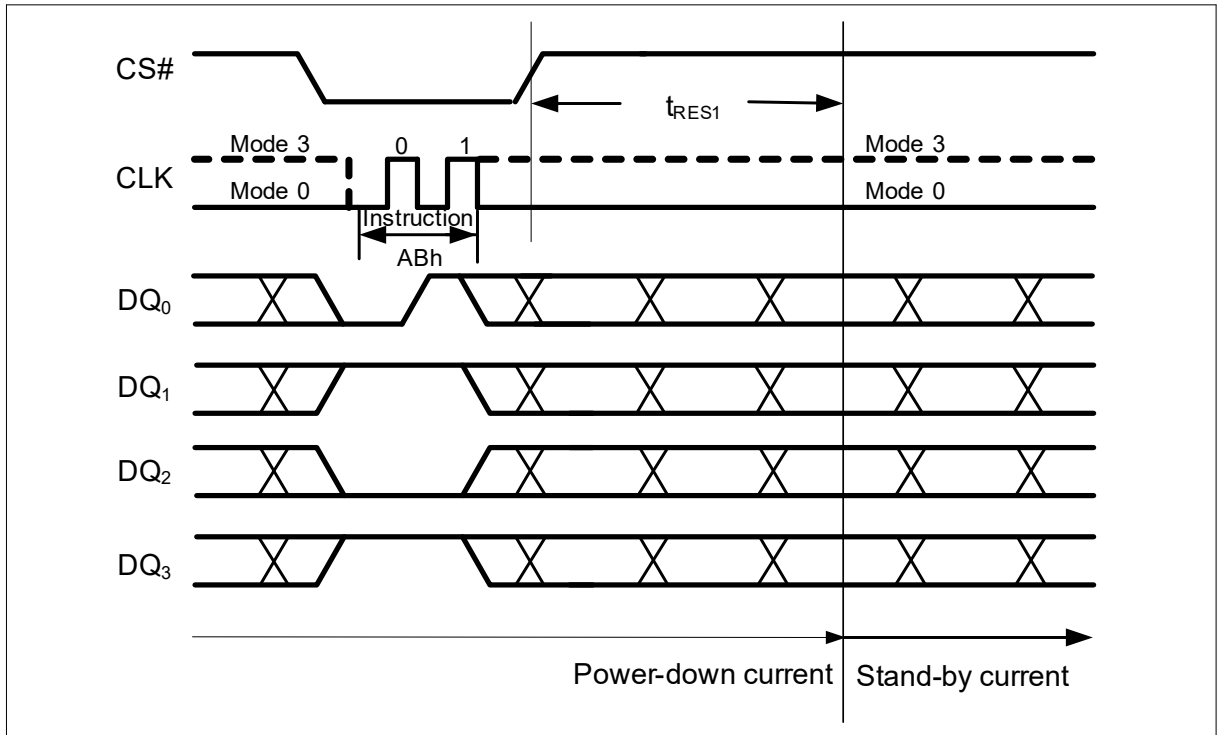 CS#
tRES1
Mode 3 0 1 Mode 3
CLK
Mode 0 Mode 0
Instruction
ABh
DQ0
DQ1
DQ2
DQ3
Power-down current Stand-by current